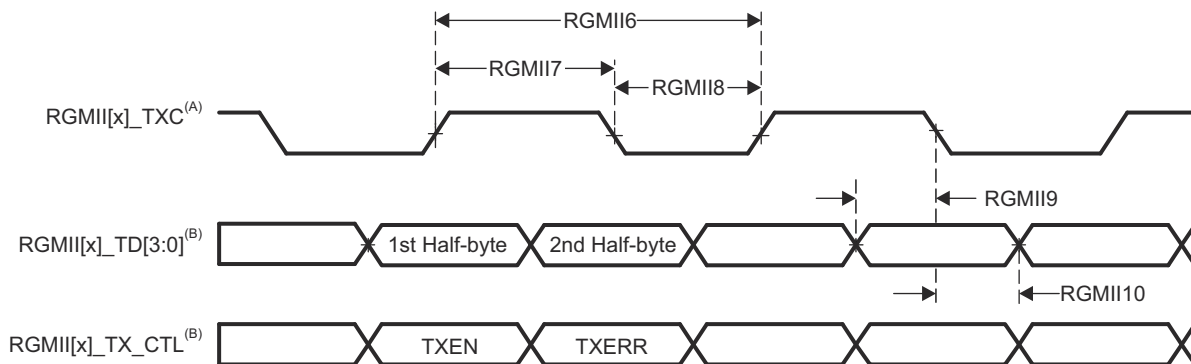 RGMII6
RGMII7
RGMII8
RGMII[x]_TXC(A)
RGMII9
RGMII[x]_TD[3:0](B)
1st Half-byte
2nd Half-byte
RGMII10
RGMII[x]_TX_CTL(B)
TXEN
TXERR